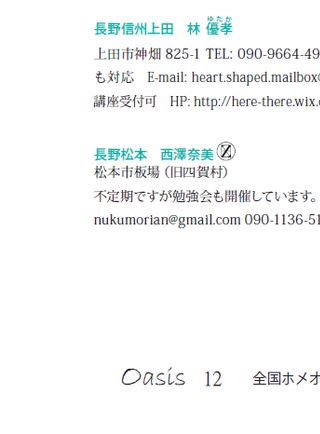 長野信州上田　林 優孝
ゆたか
上田市神畑 825-1 TEL: 090-9664-49
も対応　E-mail: heart.shaped.mailbox@
講座受付可　HP: http://here-there.wix.c
長野松本　西澤奈美 Ⓩ
松本市板場（旧四賀村）
不定期ですが勉強会も開催しています。
nukumorian@gmail.com 090-1136-51
Oasis 12 全国ホメオ